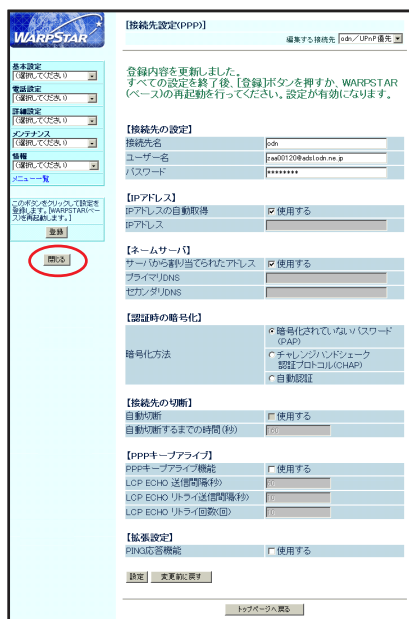 WARPSTAR
基本設定
(選択してください)
電話設定
(選択してください)
詳細設定
(選択してください)
メンテナンス
(選択してください)
情報
(選択してください)
メニュー一覧
このボタンをクリックして設定を
登録します。[WARPSTAR(ベー
ス)を再起動します。]
登録
閉じる
[接続先設定(PPP)]
編集する接続先 odn/UPnP優先
登録内容を更新しました。
すべての設定を終了後、[登録]ボタンを押すか、WARPSTAR
(ベース)の再起動を行ってください。設定が有効になります。
【接続先の設定】
接続先名 odn
ユーザー名 zaa00120@adsl.odn.ne.jp
パスワード ********
【IPアドレス】
IPアドレスの自動取得 使用する
IPアドレス
【ネームサーバ】
サーバから割り当てられたアドレス 使用する
プライマリDNS
セカンダリDNS
【認証時の暗号化】
暗号化方法
暗号化されていないパスワード
(PAP)
チャレンジハンドシェーク
認証プロトコル(CHAP)
自動認証
【接続先の切断】
自動切断 使用する
自動切断するまでの時間(秒)
【PPPキープアライブ】
PPPキープアライブ機能 使用する
LCP ECHO 送信間隔(秒)
LCP ECHO リトライ送信間隔(秒)
LCP ECHO リトライ回数(回) 10
【拡張設定】
PING応答機能 使用する
設定 変更前に戻す
トップページへ戻る